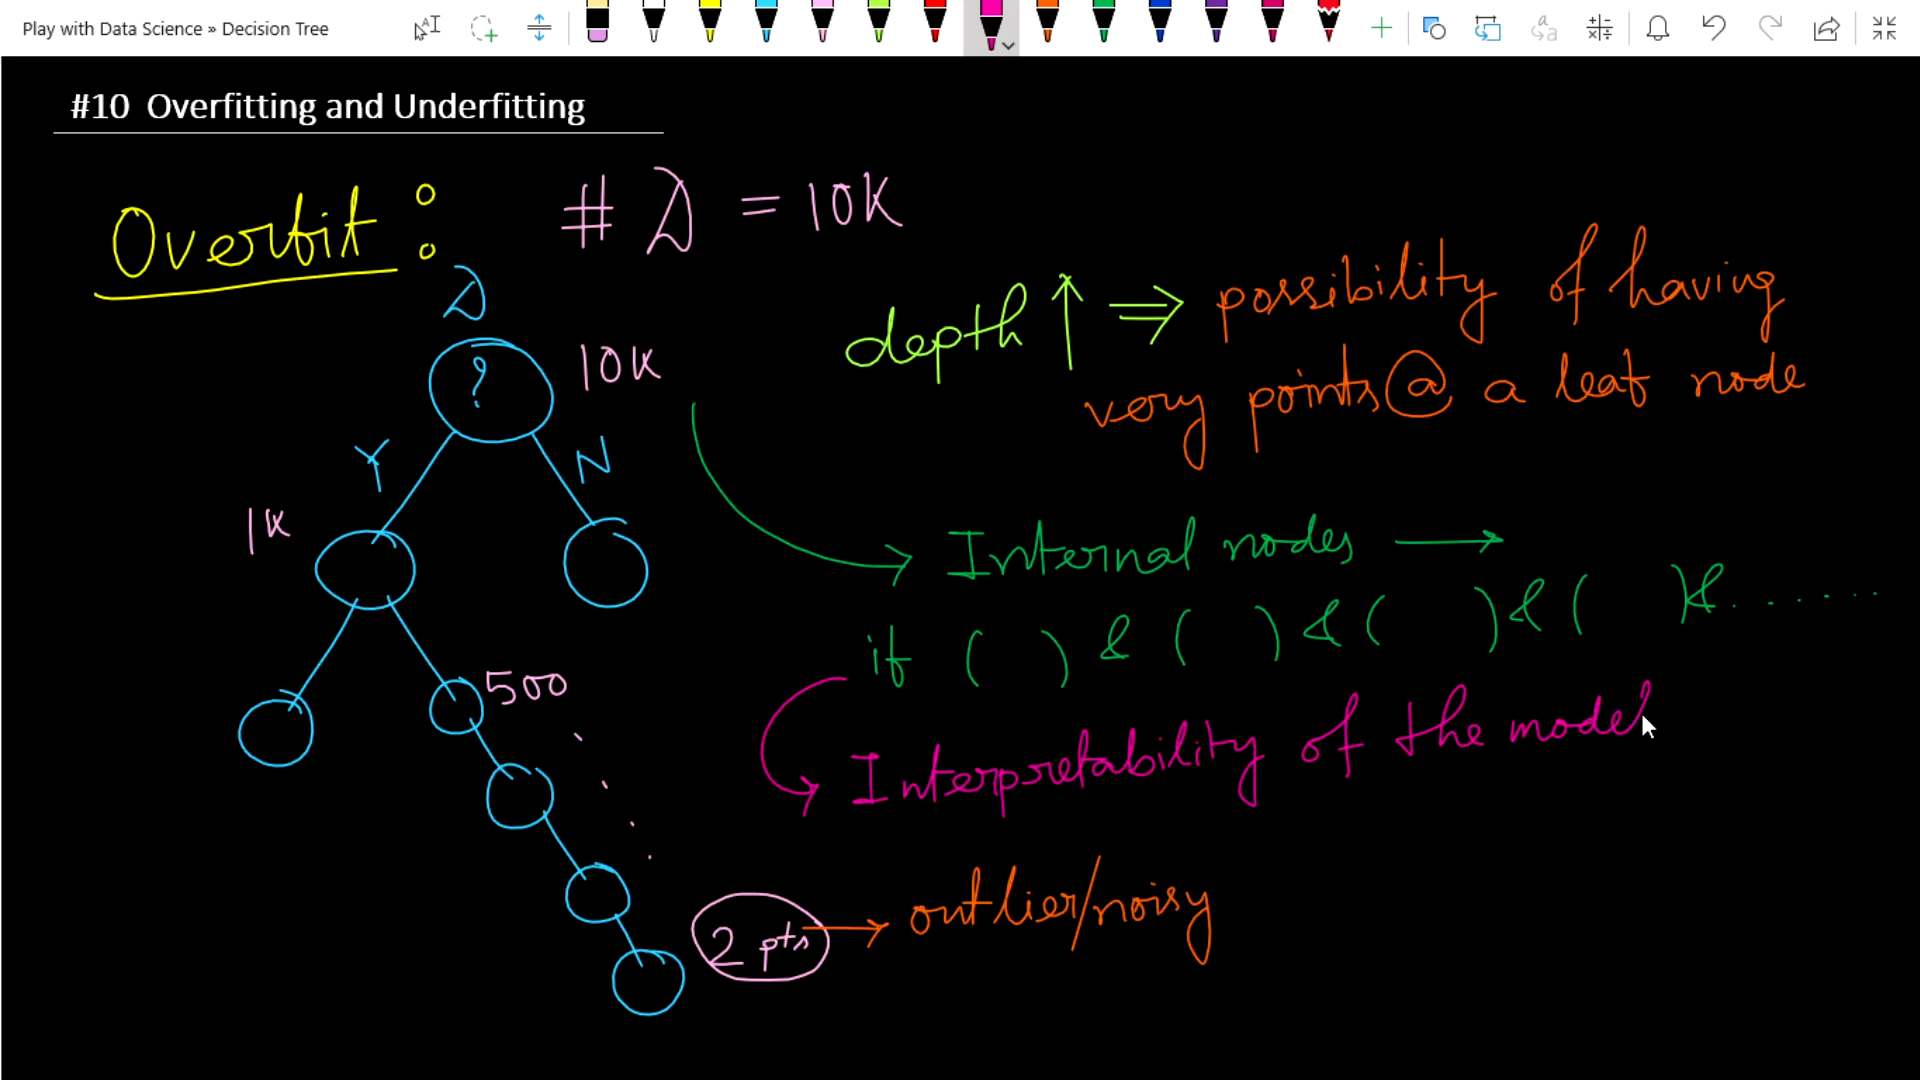 Play with Data Science » Decision Tree
#10 Overfitting and Underfitting
Overfit :
# D = 10K
D
?
10K
Y
N
1K
500
2 pts → outlier/noisy
depth ↑ ⇒ possibility of having
very points @ a leaf node
Internal nodes →
if ( ) & ( ) & ( ) & ( ) & .......
Interpretability of the model